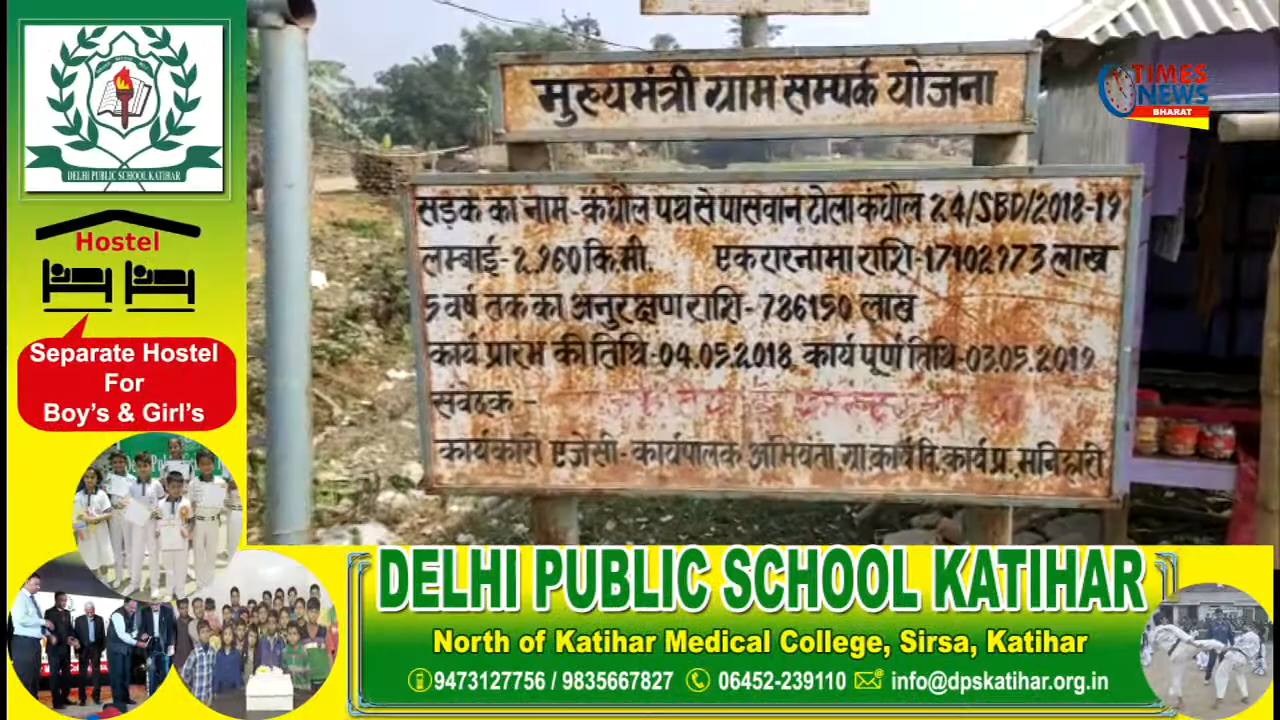 DELHI PUBLIC SCHOOL KATIHAR
Hostel
Separate Hostel
For
Boy's & Girl's
TIMES
NEWS
BHARAT
मुख्यमंत्री ग्राम सम्पर्क योजना
सड़क का नाम-कंधौल पथ से पासवान टोला कंधौल 24/SBD/2018-19
लम्बाई-2.960 कि.मी. एकरारनामा राशि-17102973 लाख
5 वर्ष तक का अनुरक्षण राशि-786150 लाख
कार्य प्रारम की तिथि-04.05.2018 कार्य पूर्ण तिथि-03.05.2019
संवेदक -
कार्यकारी एजेंसी-कार्यपालक अभियंता ग्रा.कार्य वि.कार्य प्र. मनिहारी
DELHI PUBLIC SCHOOL KATIHAR
North of Katihar Medical College, Sirsa, Katihar
9473127756 / 9835667827 06452-239110 info@dpskatihar.org.in